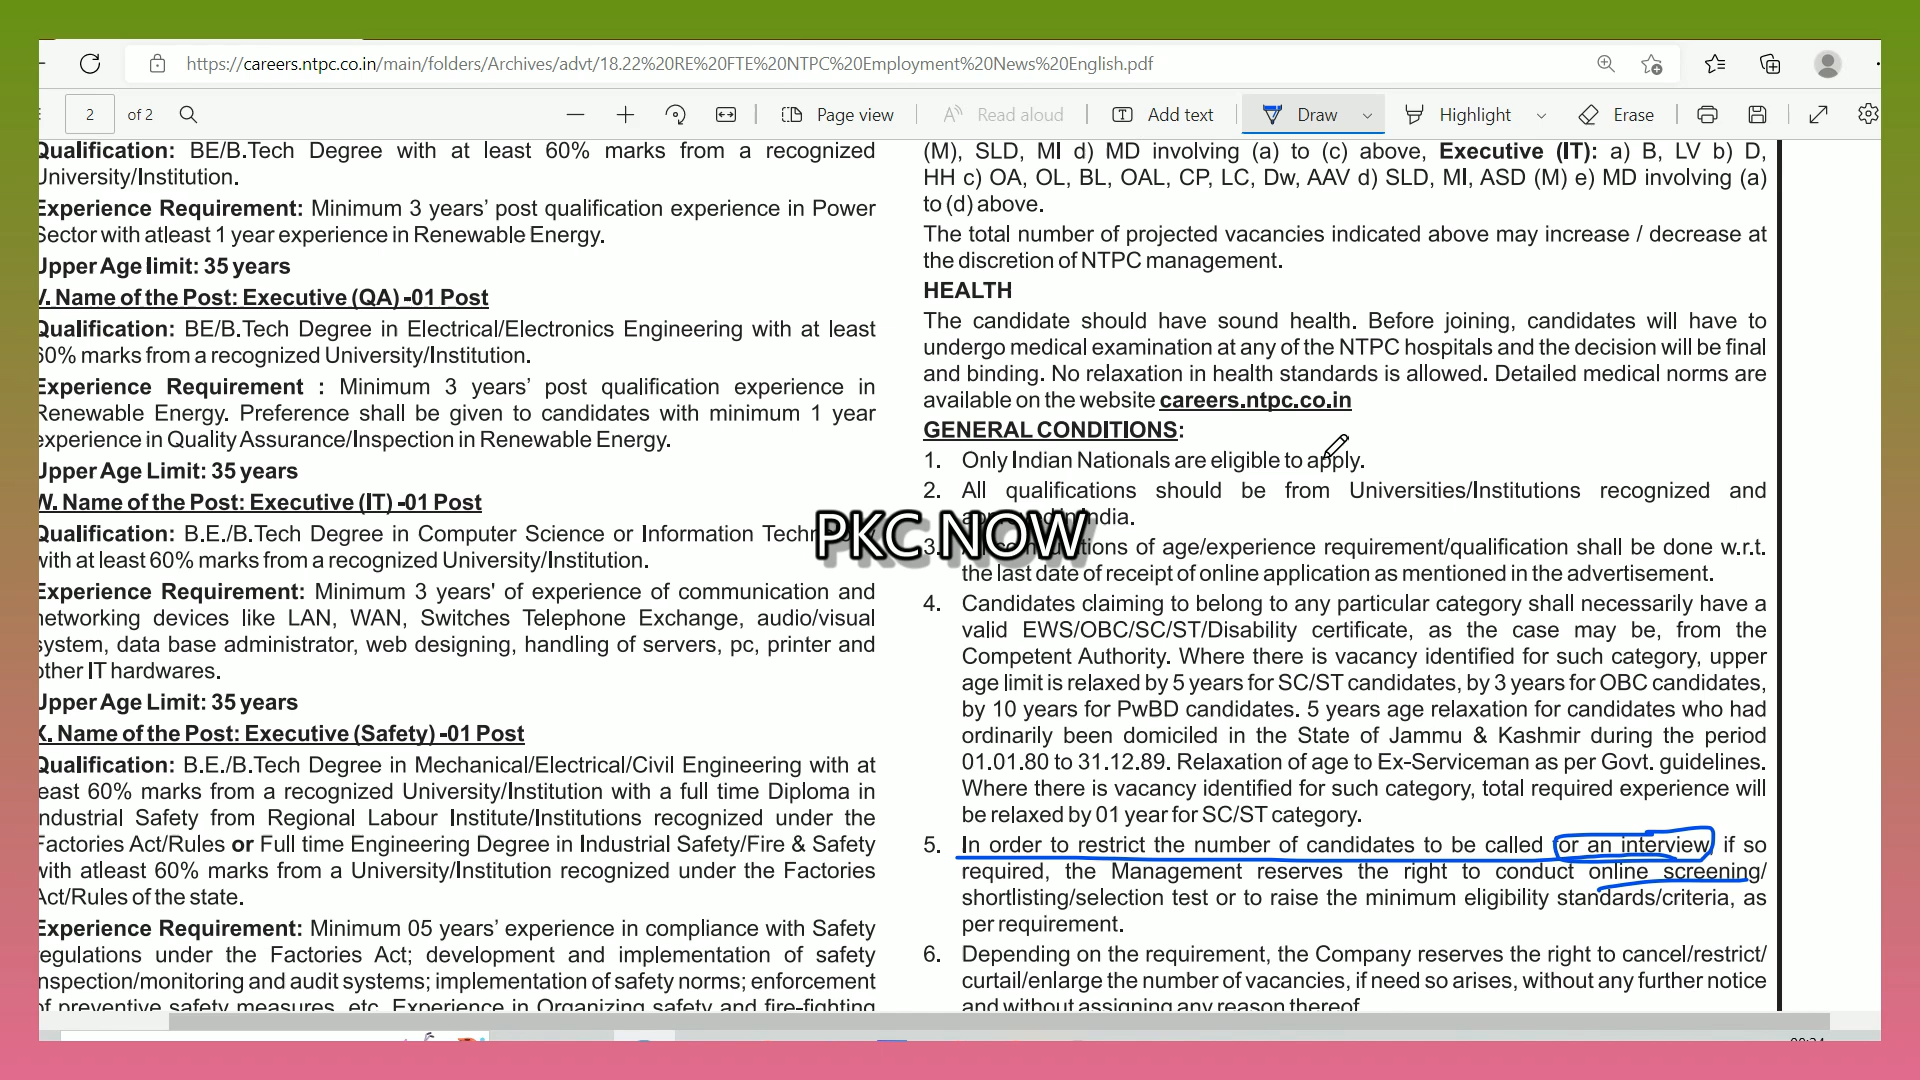 https://careers.ntpc.co.in/main/folders/Archives/advt/18.22%20RE%20FTE%20NTPC%20Employment%20News%20English.pdf
2 of 2 Page view Read aloud Add text Draw Highlight Erase
Qualification: BE/B.Tech Degree with at least 60% marks from a recognized
University/Institution.
Experience Requirement: Minimum 3 years’ post qualification experience in Power
Sector with atleast 1 year experience in Renewable Energy.
Upper Age limit: 35 years
V. Name of the Post: Executive (QA) -01 Post
Qualification: BE/B.Tech Degree in Electrical/Electronics Engineering with at least
60% marks from a recognized University/Institution.
Experience Requirement : Minimum 3 years’ post qualification experience in
Renewable Energy. Preference shall be given to candidates with minimum 1 year
experience in Quality Assurance/Inspection in Renewable Energy.
Upper Age Limit: 35 years
W. Name of the Post: Executive (IT) -01 Post
Qualification: B.E./B.Tech Degree in Computer Science or Information
with at least 60% marks from a recognized University/Institution.
Experience Requirement: Minimum 3 years' of experience of communication and
networking devices like LAN, WAN, Switches Telephone Exchange, audio/visual
system, data base administrator, web designing, handling of servers, pc, printer and
other IT hardwares.
Upper Age Limit: 35 years
X. Name of the Post: Executive (Safety) -01 Post
Qualification: B.E./B.Tech Degree in Mechanical/Electrical/Civil Engineering with at
least 60% marks from a recognized University/Institution with a full time Diploma in
Industrial Safety from Regional Labour Institute/Institutions recognized under the
Factories Act/Rules or Full time Engineering Degree in Industrial Safety/Fire & Safety
with atleast 60% marks from a University/Institution recognized under the Factories
Act/Rules of the state.
Experience Requirement: Minimum 05 years’ experience in compliance with Safety
regulations under the Factories Act; development and implementation of safety
inspection/monitoring and audit systems; implementation of safety norms; enforcement
of preventive safety measures, etc. Experience in Organizing safety and fire-fighting
(M), SLD, MI d) MD involving (a) to (c) above, Executive (IT): a) B, LV b) D,
HH c) OA, OL, BL, OAL, CP, LC, Dw, AAV d) SLD, MI, ASD (M) e) MD involving (a)
to (d) above.
The total number of projected vacancies indicated above may increase / decrease at
the discretion of NTPC management.
HEALTH
The candidate should have sound health. Before joining, candidates will have to
undergo medical examination at any of the NTPC hospitals and the decision will be final
and binding. No relaxation in health standards is allowed. Detailed medical norms are
available on the website careers.ntpc.co.in
GENERAL CONDITIONS:
1. Only Indian Nationals are eligible to apply.
2. All qualifications should be from Universities/Institutions recognized and
India.
3. of age/experience requirement/qualification shall be done w.r.t.
the last date of receipt of online application as mentioned in the advertisement.
4. Candidates claiming to belong to any particular category shall necessarily have a
valid EWS/OBC/SC/ST/Disability certificate, as the case may be, from the
Competent Authority. Where there is vacancy identified for such category, upper
age limit is relaxed by 5 years for SC/ST candidates, by 3 years for OBC candidates,
by 10 years for PwBD candidates. 5 years age relaxation for candidates who had
ordinarily been domiciled in the State of Jammu & Kashmir during the period
01.01.80 to 31.12.89. Relaxation of age to Ex-Serviceman as per Govt. guidelines.
Where there is vacancy identified for such category, total required experience will
be relaxed by 01 year for SC/ST category.
5. In order to restrict the number of candidates to be called for an interview, if so
required, the Management reserves the right to conduct online screening/
shortlisting/selection test or to raise the minimum eligibility standards/criteria, as
per requirement.
6. Depending on the requirement, the Company reserves the right to cancel/restrict/
curtail/enlarge the number of vacancies, if need so arises, without any further notice
and without assigning any reason thereof.
PKC NOW